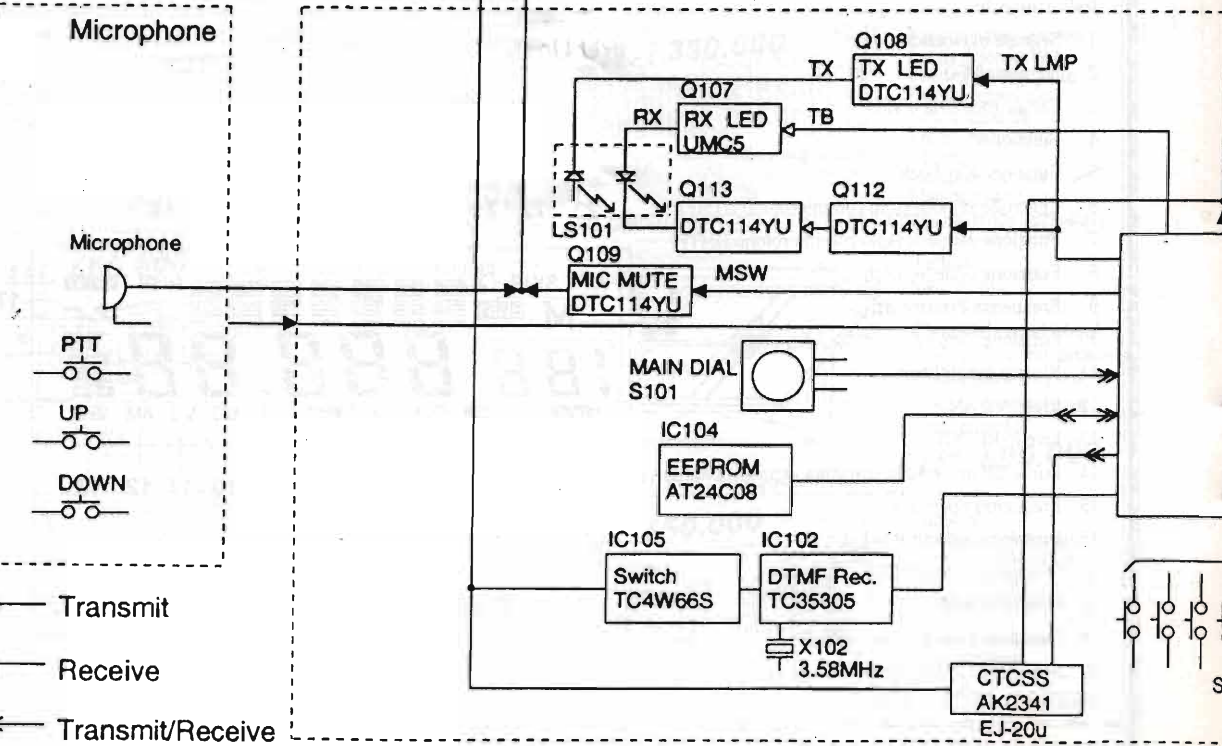 Microphone
Microphone
PTT
UP
DOWN
Transmit
Receive
Transmit/Receive
Q108
TX
TX LED
DTC114YU
TX LMP
Q107
RX
RX LED
UMC5
TB
LS101
Q113
DTC114YU
Q112
DTC114YU
Q109
MIC MUTE
DTC114YU
MSW
MAIN DIAL
S101
IC104
EEPROM
AT24C08
IC105
Switch
TC4W66S
IC102
DTMF Rec.
TC35305
X102
3.58MHz
CTCSS
AK2341
EJ-20u
S